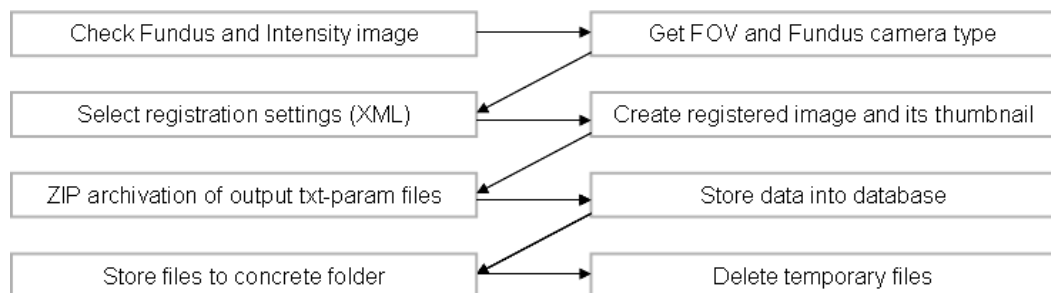 Check Fundus and Intensity image
Get FOV and Fundus camera type
Select registration settings (XML)
Create registered image and its thumbnail
ZIP archivation of output txt-param files
Store data into database
Store files to concrete folder
Delete temporary files